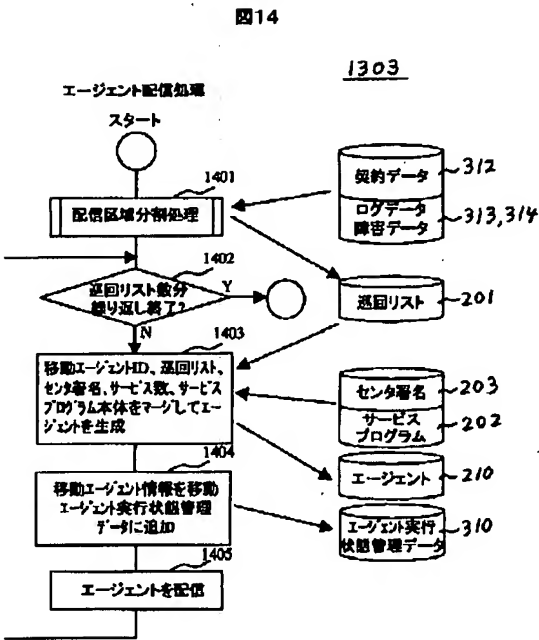 図14
1303
エージェント配信処理
スタート
1401
配信区域分割処理
契約データ
312
ログデータ
障害データ
313,314
1402
巡回リスト数分
繰り返し終了?
Y
N
巡回リスト
201
1403
移動エージェントID、巡回リスト、
センタ署名、サービス数、サービス
プログラム本体をマージしてエー
ジェントを生成
センタ署名
203
サービス
プログラム
202
エージェント
210
1404
移動エージェント情報を移動
エージェント実行状態管理
データに追加
エージェント実行
状態管理データ
310
1405
エージェントを配信